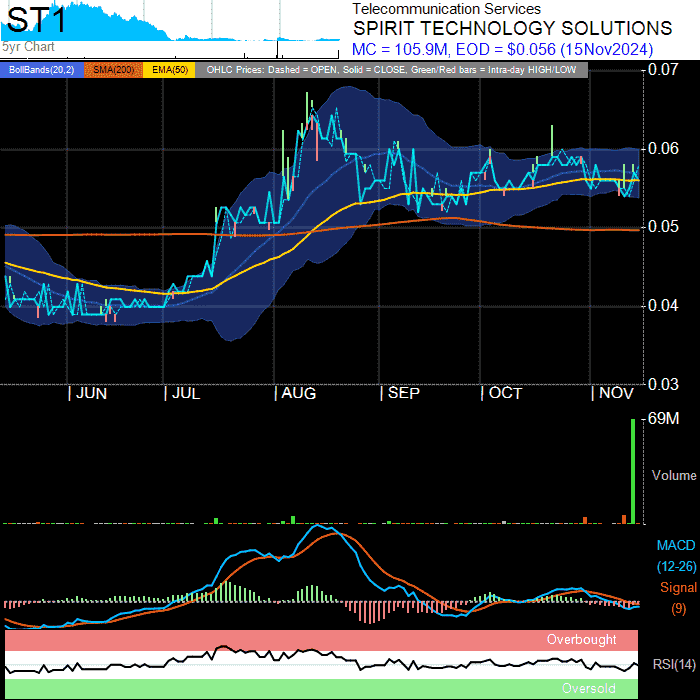 ST1
5yr Chart
Telecommunication Services
SPIRIT TECHNOLOGY SOLUTIONS
MC = 105.9M, EOD = $0.056 (15Nov2024)
BollBands(20,2) SMA(200) EMA(50) OHLC Prices: Dashed = OPEN, Solid = CLOSE, Green/Red bars = Intra-day HIGH/LOW
0.07
0.06
0.05
0.04
0.03
| JUN | JUL | AUG | SEP | OCT | NOV
69M
Volume
MACD
(12-26)
Signal
(9)
Overbought
RSI(14)
Oversold